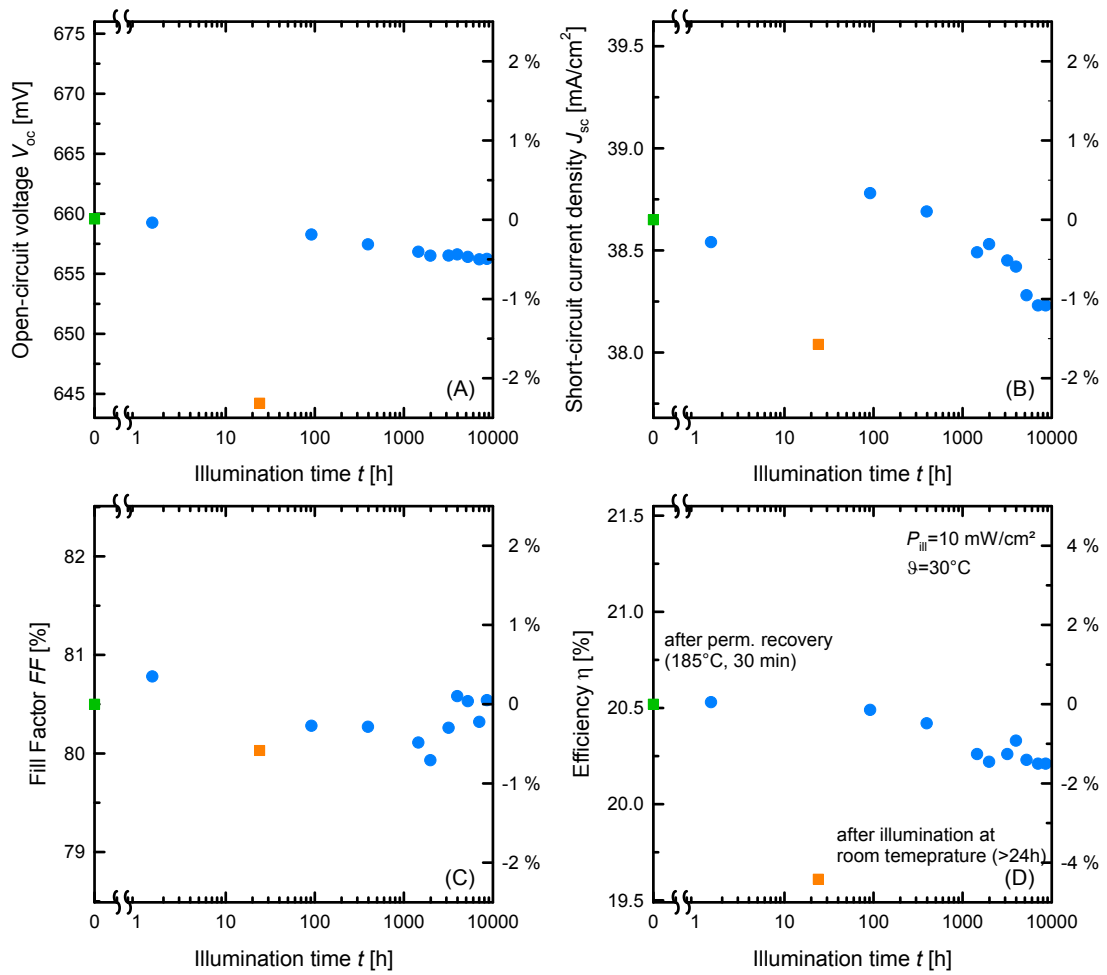 Open-circuit voltage Voc [mV]
675
670
665
660
655
650
645
2 %
1 %
0
-1 %
-2 %
(A)
0 1 10 100 1000 10000
Illumination time t [h]
Short-circuit current density Jsc [mA/cm²]
39.5
39.0
38.5
38.0
2 %
1 %
0
-1 %
-2 %
(B)
0 1 10 100 1000 10000
Illumination time t [h]
Fill Factor FF [%]
82
81
80
79
2 %
1 %
0
-1 %
-2 %
(C)
0 1 10 100 1000 10000
Illumination time t [h]
Efficiency η [%]
21.5
21.0
20.5
20.0
19.5
Pill=10 mW/cm²
ϑ=30°C
after perm. recovery
(185°C, 30 min)
after illumination at
room temeprature (>24h)
4 %
2 %
0
-2 %
-4 %
(D)
0 1 10 100 1000 10000
Illumination time t [h]